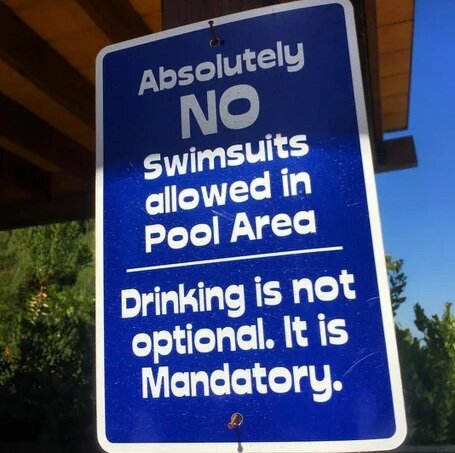 Absolutely
NO
Swimsuits
allowed in
Pool Area
Drinking is not
optional. It is
Mandatory.